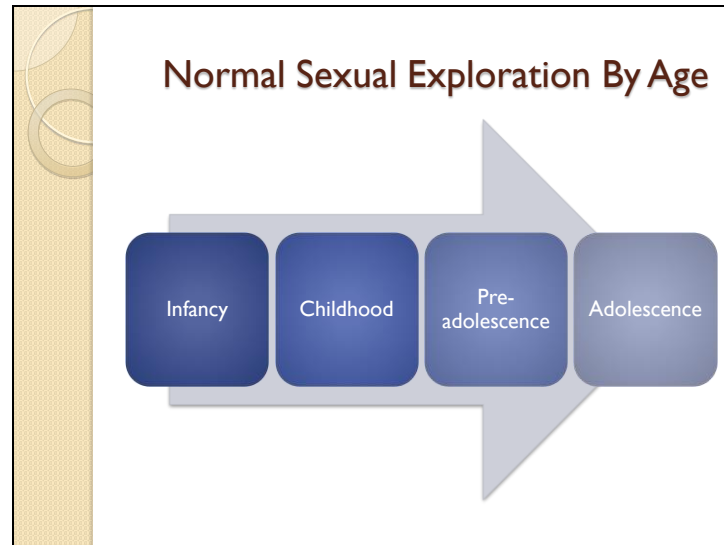 Normal Sexual Exploration By Age
Infancy
Childhood
Pre-
adolescence
Adolescence